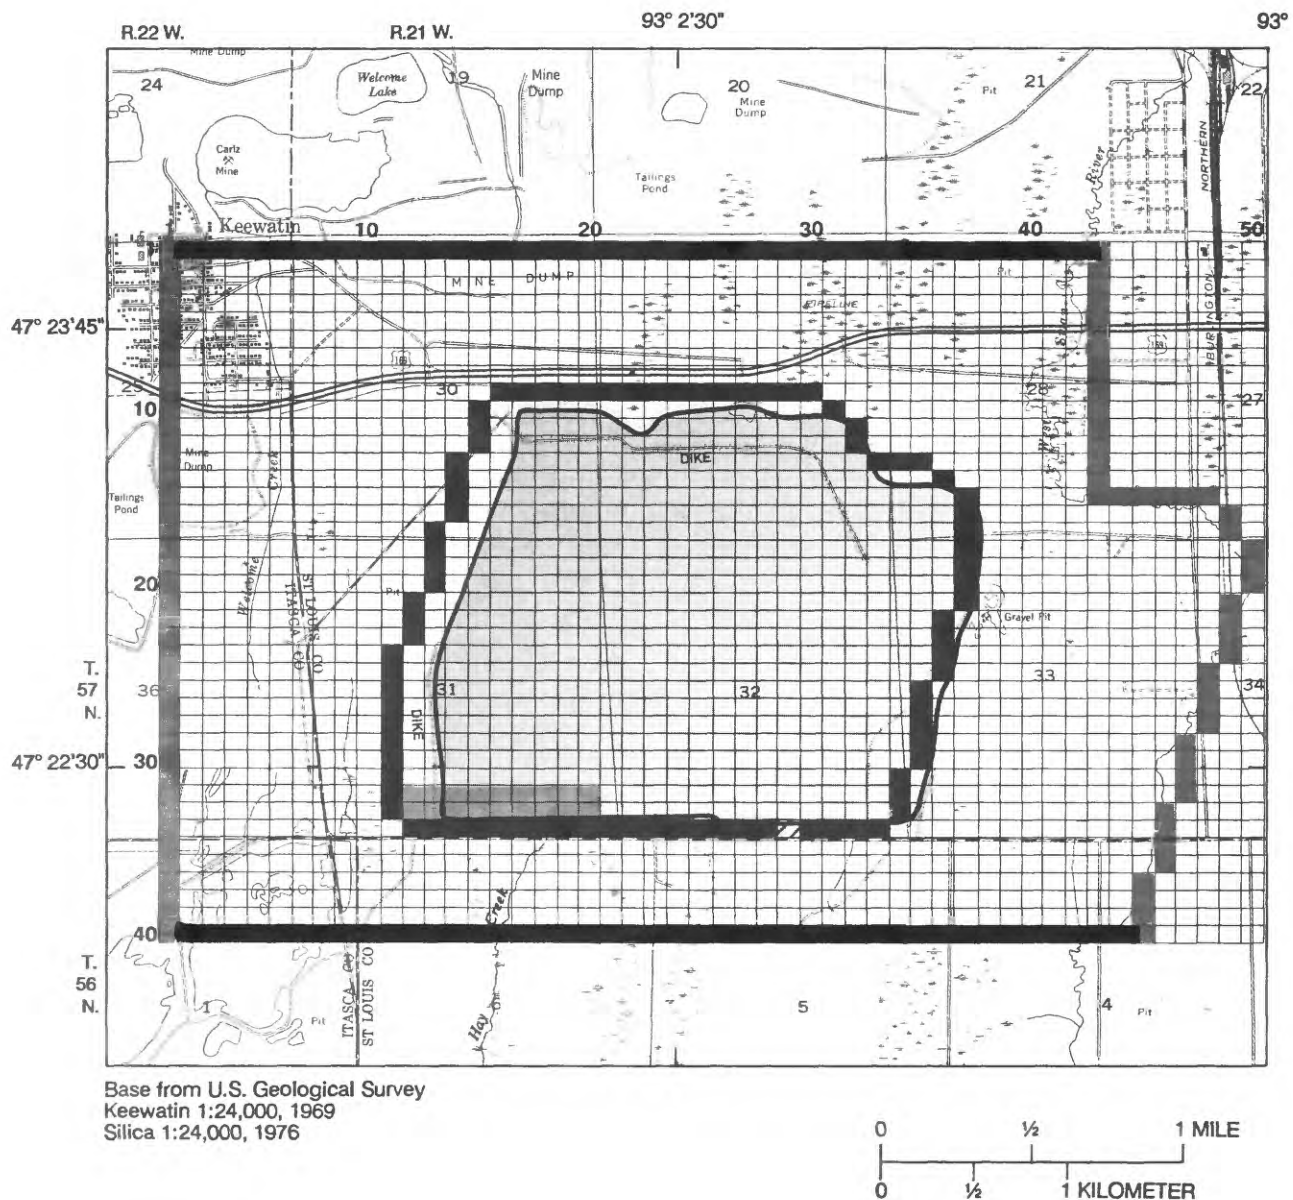 R.22 W.
R.21 W.
93° 2'30"
93°
Mine Dump
24
Welcome
Lake
19
Mine
Dump
20
Mine
Dump
Pit
21
22
Carlz
Mine
Tailings
Pond
River
NORTHERN
Keewatin
10
20
30
40
50
MINE DUMP
Pit
PIPELINE
Swan
BURLINGTON
47° 23'45"
169
169
25
30
28
27
10
West
Mine
Dump
DIKE
Tailings
Pond
Creek
Welcome
20
ST LOUIS CO
ITASCA CO
Pit
Gravel Pit
T.
57
N.
36
31
32
33
34
DIKE
47° 22'30"
30
Creek
40
T.
56
N.
1
Pit
ITASCA CO
ST LOUIS CO
Hay
5
4
Pit
Base from U.S. Geological Survey
Keewatin 1:24,000, 1969
Silica 1:24,000, 1976
0 ½ 1 MILE
0 ½ 1 KILOMETER